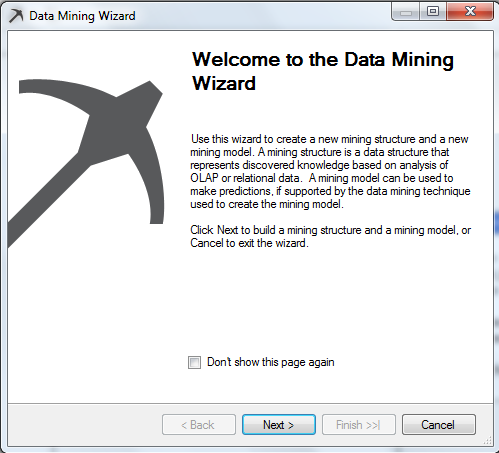 Data Mining Wizard
Welcome to the Data Mining
Wizard
Use this wizard to create a new mining structure and a new
mining model. A mining structure is a data structure that
represents discovered knowledge based on analysis of
OLAP or relational data.  A mining model can be used to
make predictions, if supported by the data mining technique
used to create the mining model.
Click Next to build a mining structure and a mining model, or
Cancel to exit the wizard.
Don't show this page again
< Back
Next >
Finish >>|
Cancel